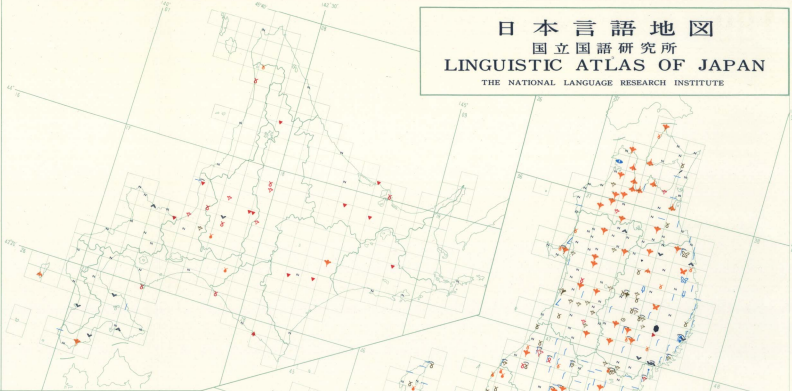 日本言語地図
国立国語研究所
LINGUISTIC ATLAS OF JAPAN
THE NATIONAL LANGUAGE RESEARCH INSTITUTE